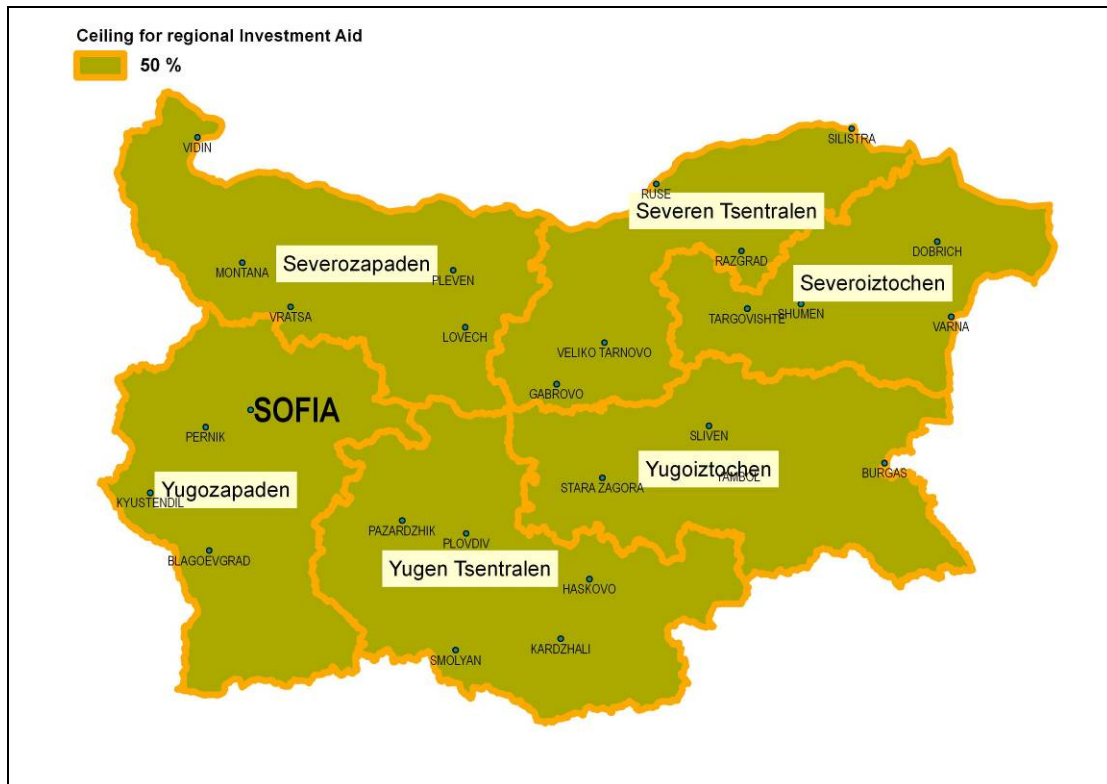 Ceiling for regional Investment Aid
50 %
VIDIN
SILISTRA
RUSE
Severen Tsentralen
DOBRICH
RAZGRAD
Severozapaden
MONTANA
PLEVEN
Severoiztochen
VRATSA
TARGOVISHTE
SHUMEN
VARNA
LOVECH
VELIKO TARNOVO
GABROVO
SOFIA
PERNIK
SLIVEN
Yugoiztochen
BURGAS
STARA ZAGORA
YAMBOL
Yugozapaden
KYUSTENDIL
PAZARDZHIK
PLOVDIV
BLAGOEVGRAD
Yugen Tsentralen
HASKOVO
KARDZHALI
SMOLYAN